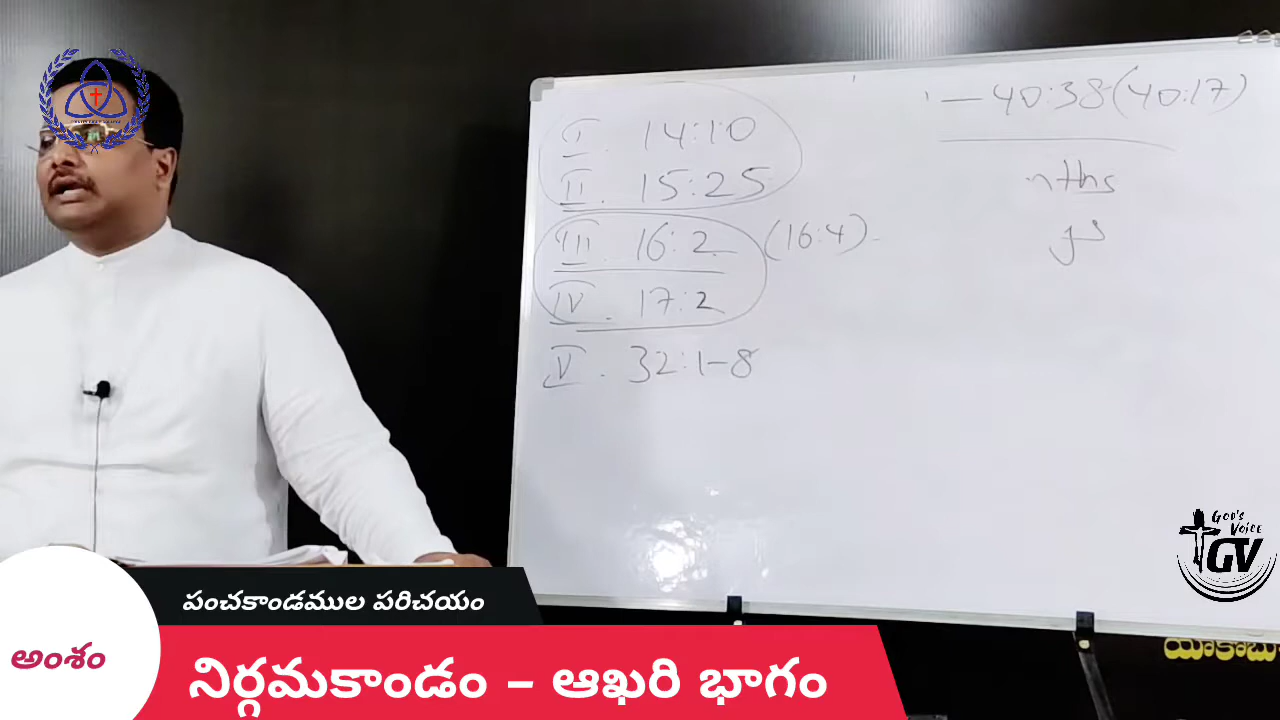 — 40:38 (40:17)
I. 14:10
II. 15:25
III. 16:2 (16:4).
IV. 17:2
V. 32:1-8
nths
ys
GOD'S
VOICE
GV
పంచకాండముల పరిచయం
అంశం
నిర్గమకాండం – ఆఖరి భాగం
యాకోబు